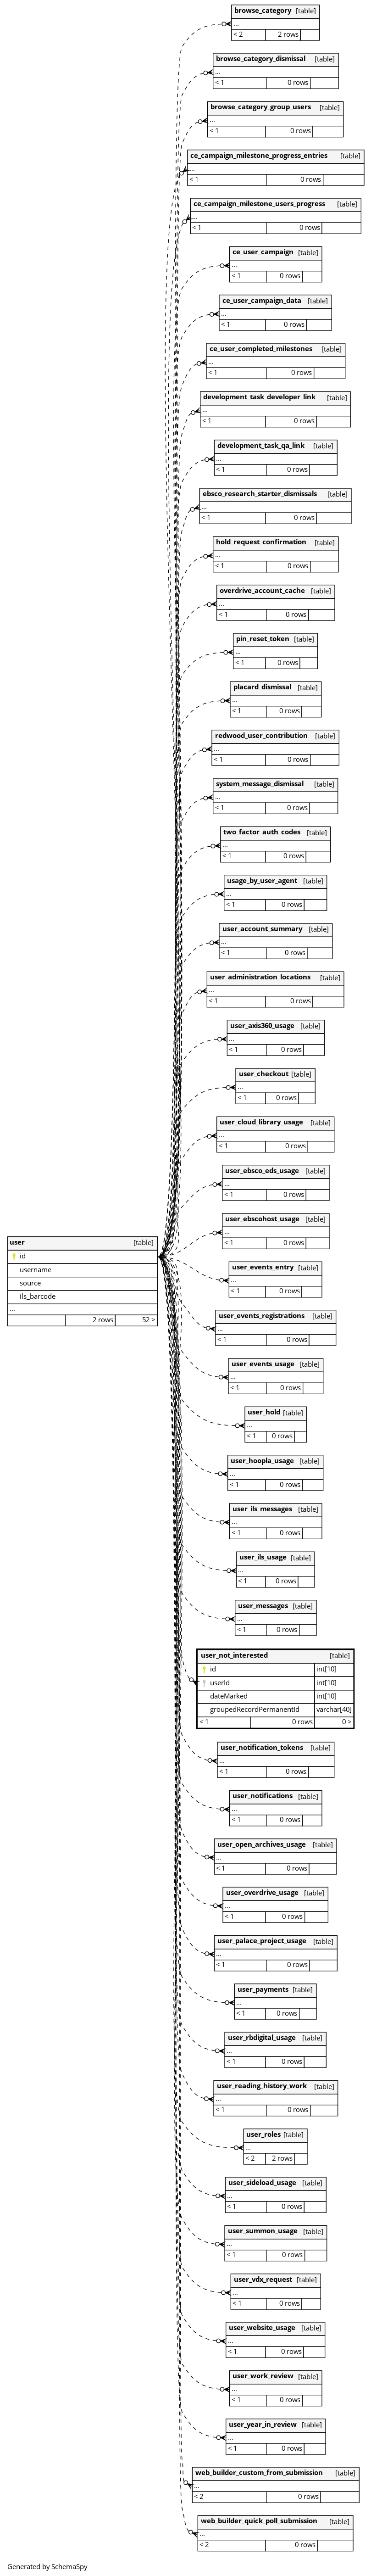 browse_category [table]
...
< 2 2 rows
browse_category_dismissal [table]
...
< 1 0 rows
browse_category_group_users [table]
...
< 1 0 rows
ce_campaign_milestone_progress_entries [table]
...
< 1 0 rows
ce_campaign_milestone_users_progress [table]
...
< 1 0 rows
ce_user_campaign [table]
...
< 1 0 rows
ce_user_campaign_data [table]
...
< 1 0 rows
ce_user_completed_milestones [table]
...
< 1 0 rows
development_task_developer_link [table]
...
< 1 0 rows
development_task_qa_link [table]
...
< 1 0 rows
ebsco_research_starter_dismissals [table]
...
< 1 0 rows
hold_request_confirmation [table]
...
< 1 0 rows
overdrive_account_cache [table]
...
< 1 0 rows
pin_reset_token [table]
...
< 1 0 rows
placard_dismissal [table]
...
< 1 0 rows
redwood_user_contribution [table]
...
< 1 0 rows
system_message_dismissal [table]
...
< 1 0 rows
two_factor_auth_codes [table]
...
< 1 0 rows
usage_by_user_agent [table]
...
< 1 0 rows
user_account_summary [table]
...
< 1 0 rows
user_administration_locations [table]
...
< 1 0 rows
user_axis360_usage [table]
...
< 1 0 rows
user_checkout [table]
...
< 1 0 rows
user_cloud_library_usage [table]
...
< 1 0 rows
user_ebsco_eds_usage [table]
...
< 1 0 rows
user_ebscohost_usage [table]
...
< 1 0 rows
user [table]
id
username
source
ils_barcode
...
2 rows 52 >
user_events_entry [table]
...
< 1 0 rows
user_events_registrations [table]
...
< 1 0 rows
user_events_usage [table]
...
< 1 0 rows
user_hold [table]
...
< 1 0 rows
user_hoopla_usage [table]
...
< 1 0 rows
user_ils_messages [table]
...
< 1 0 rows
user_ils_usage [table]
...
< 1 0 rows
user_messages [table]
...
< 1 0 rows
user_not_interested [table]
id int[10]
userId int[10]
dateMarked int[10]
groupedRecordPermanentId varchar[40]
< 1 0 rows 0 >
user_notification_tokens [table]
...
< 1 0 rows
user_notifications [table]
...
< 1 0 rows
user_open_archives_usage [table]
...
< 1 0 rows
user_overdrive_usage [table]
...
< 1 0 rows
user_palace_project_usage [table]
...
< 1 0 rows
user_payments [table]
...
< 1 0 rows
user_rbdigital_usage [table]
...
< 1 0 rows
user_reading_history_work [table]
...
< 1 0 rows
user_roles [table]
...
< 2 2 rows
user_sideload_usage [table]
...
< 1 0 rows
user_summon_usage [table]
...
< 1 0 rows
user_vdx_request [table]
...
< 1 0 rows
user_website_usage [table]
...
< 1 0 rows
user_work_review [table]
...
< 1 0 rows
user_year_in_review [table]
...
< 1 0 rows
web_builder_custom_from_submission [table]
...
< 2 0 rows
web_builder_quick_poll_submission [table]
...
< 2 0 rows
Generated by SchemaSpy